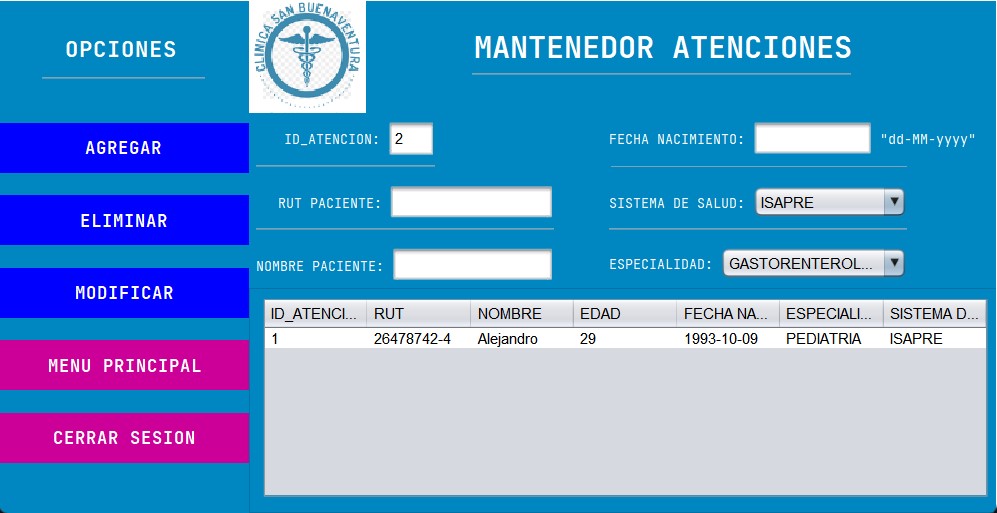 OPCIONES
CLINICA SAN BUENAVENTURA
MANTENEDOR ATENCIONES
AGREGAR
ELIMINAR
MODIFICAR
MENU PRINCIPAL
CERRAR SESION
ID_ATENCION: 2
FECHA NACIMIENTO: "dd-MM-yyyy"
RUT PACIENTE:
SISTEMA DE SALUD: ISAPRE
NOMBRE PACIENTE:
ESPECIALIDAD: GASTORENTEROL...
ID_ATENCI... RUT NOMBRE EDAD FECHA NA... ESPECIALI... SISTEMA D...
1 26478742-4 Alejandro 29 1993-10-09 PEDIATRIA ISAPRE